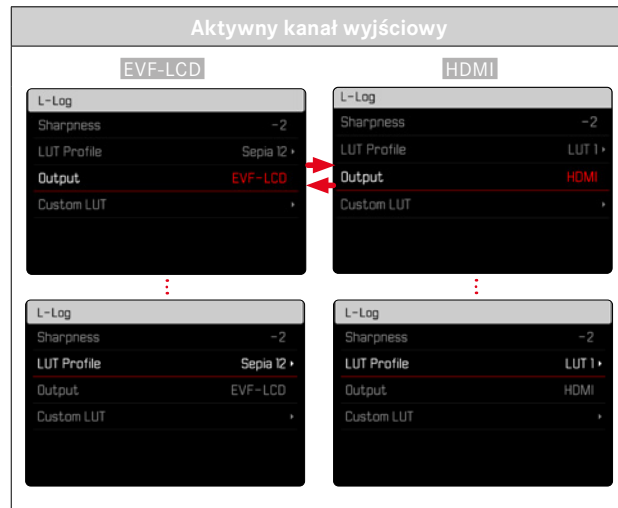 Aktywny kanał wyjściowy
EVF-LCD
HDMI
L-Log
Sharpness -2
LUT Profile Sepia 12
Output EVF-LCD
Custom LUT
L-Log
Sharpness -2
LUT Profile LUT 1
Output HDMI
Custom LUT
L-Log
Sharpness -2
LUT Profile Sepia 12
Output EVF-LCD
Custom LUT
L-Log
Sharpness -2
LUT Profile LUT 1
Output HDMI
Custom LUT